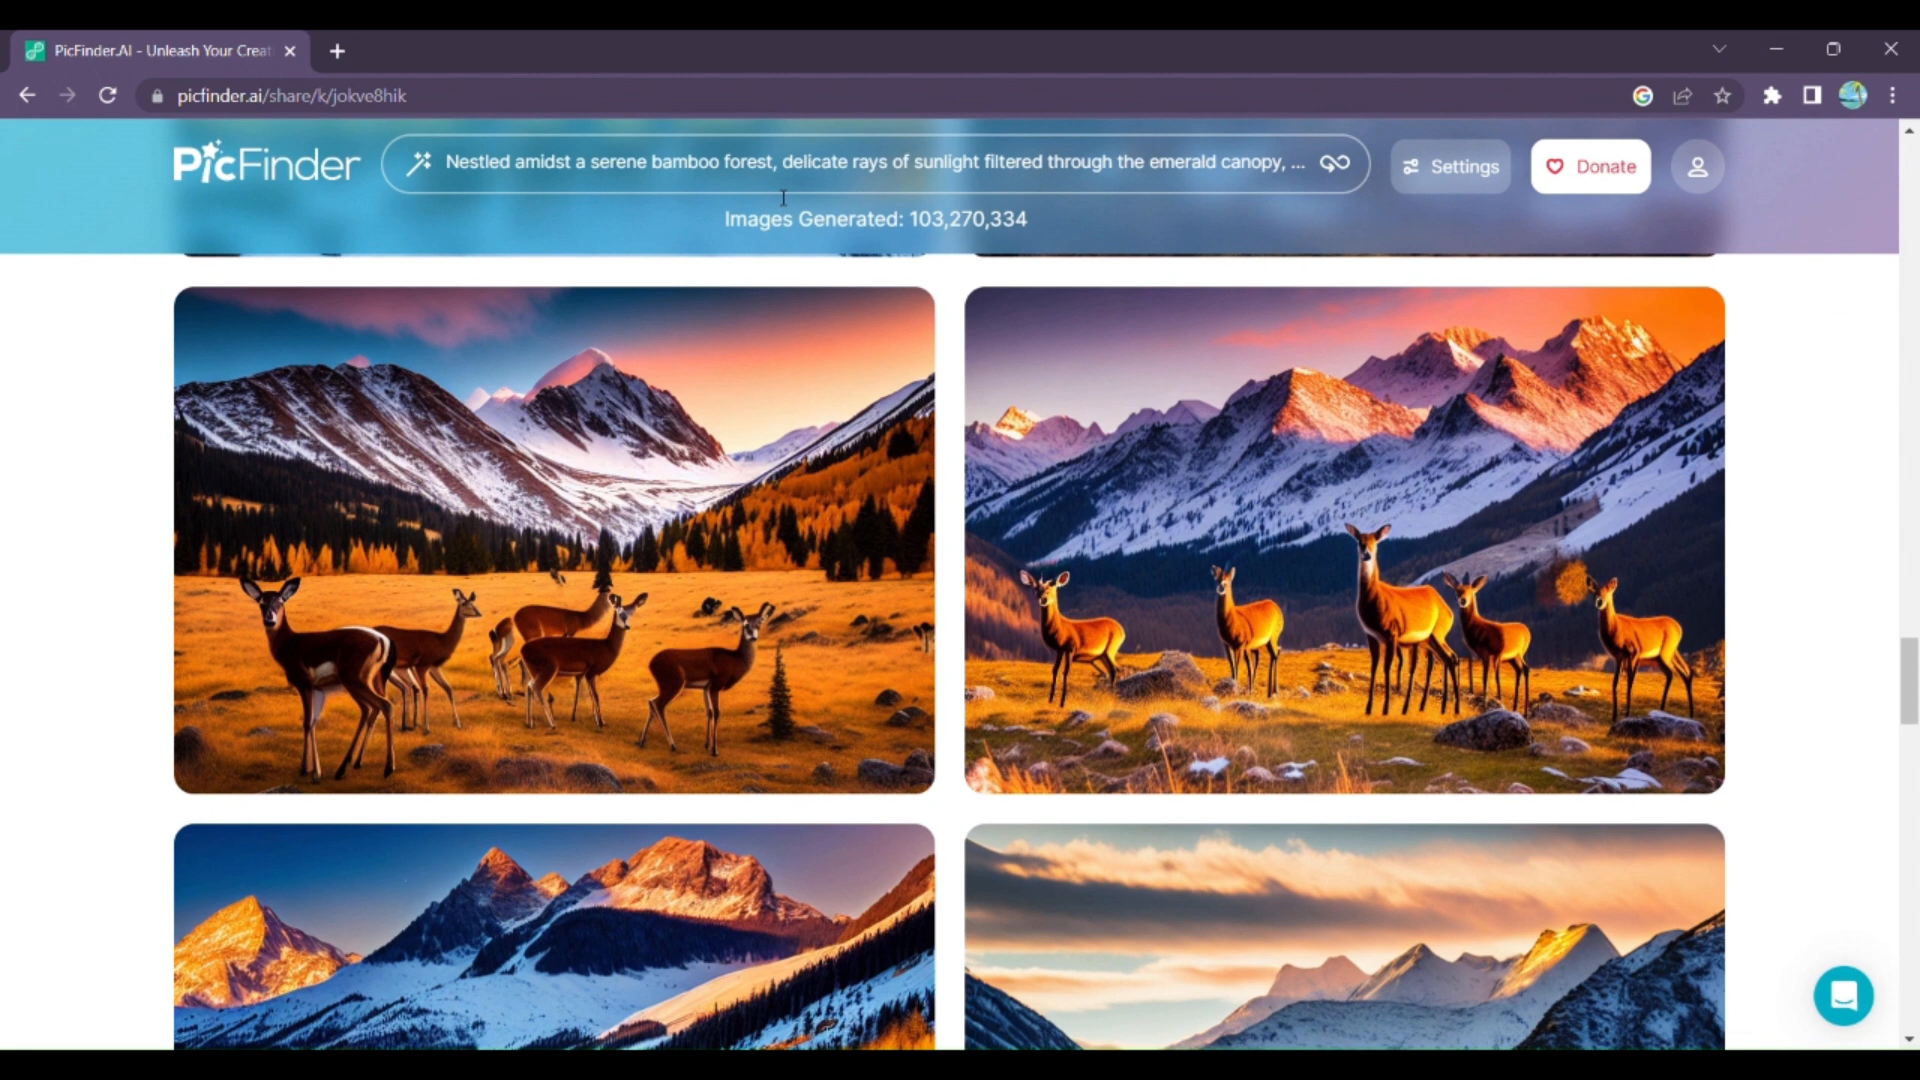 PicFinder.AI - Unleash Your Creat
picfinder.ai/share/k/jokve8hik
PicFinder
Nestled amidst a serene bamboo forest, delicate rays of sunlight filtered through the emerald canopy, ...
Settings
Donate
Images Generated: 103,270,334